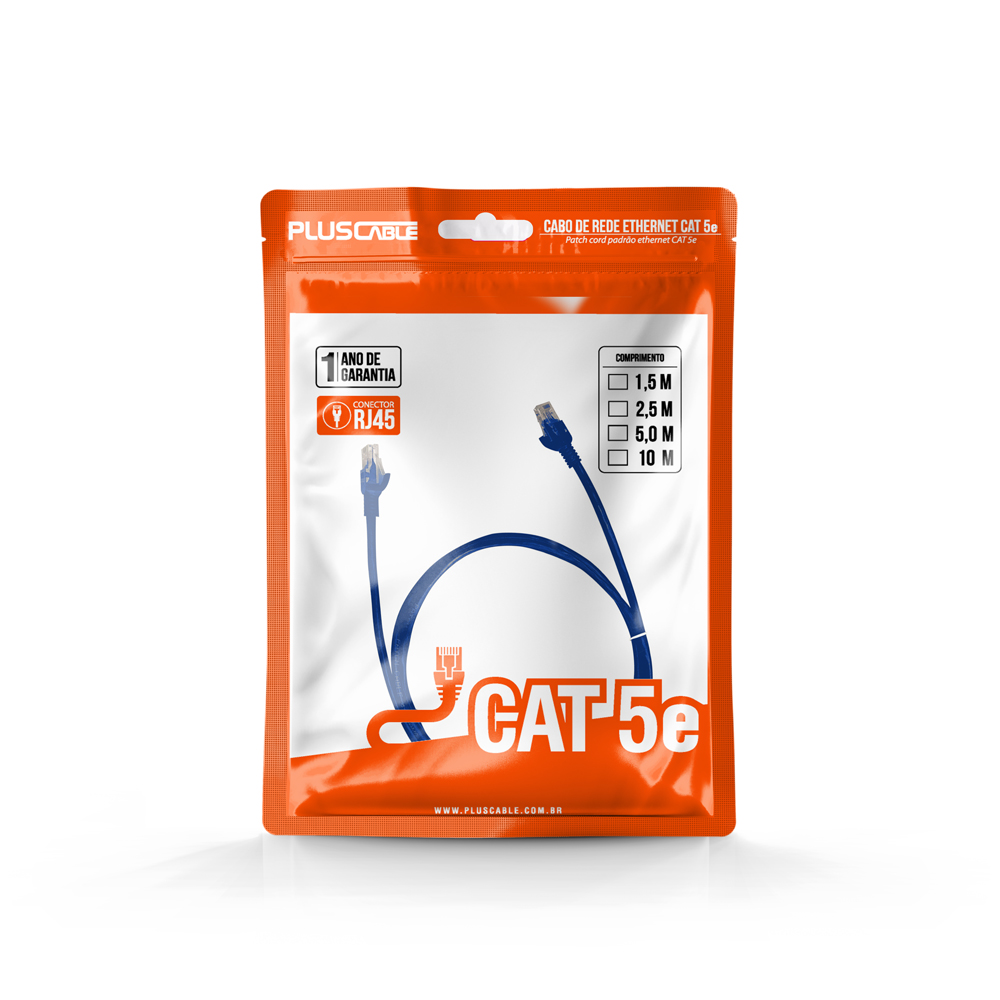 PLUSCABLE
CABO DE REDE ETHERNET CAT 5e
Patch cord padrão ethernet CAT 5e
1 ANO DE
GARANTIA
CONECTOR
RJ45
COMPRIMENTO
1,5 M
2,5 M
5,0 M
10 M
CAT 5e
WWW.PLUSCABLE.COM.BR